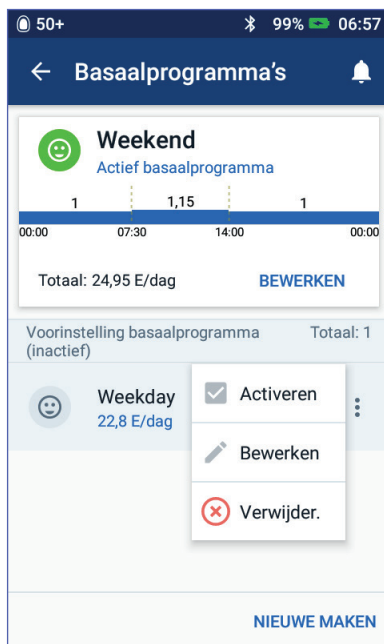 50+ 99% 06:57
Basaalprogramma's
Weekend
Actief basaalprogramma
1 1,15 1
00:00 07:30 14:00 00:00
Totaal: 24,95 E/dag BEWERKEN
Voorinstelling basaalprogramma Totaal: 1
(inactief)
Weekday
22,8 E/dag
Activeren
Bewerken
Verwijder.
NIEUWE MAKEN